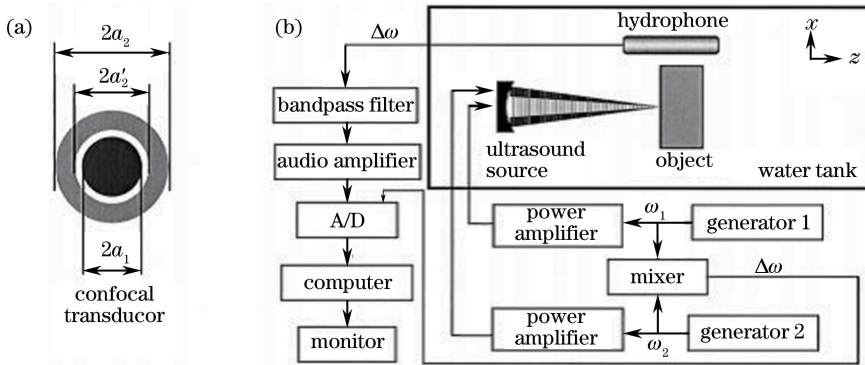 (a)
2a₂
2a′₂
2a₁
confocal
transducor
(b)
Δω
hydrophone
x
z
ultrasound
source
object
water tank
bandpass filter
audio amplifier
A/D
computer
monitor
power
amplifier
ω₁
generator 1
mixer
Δω
power
amplifier
ω₂
generator 2